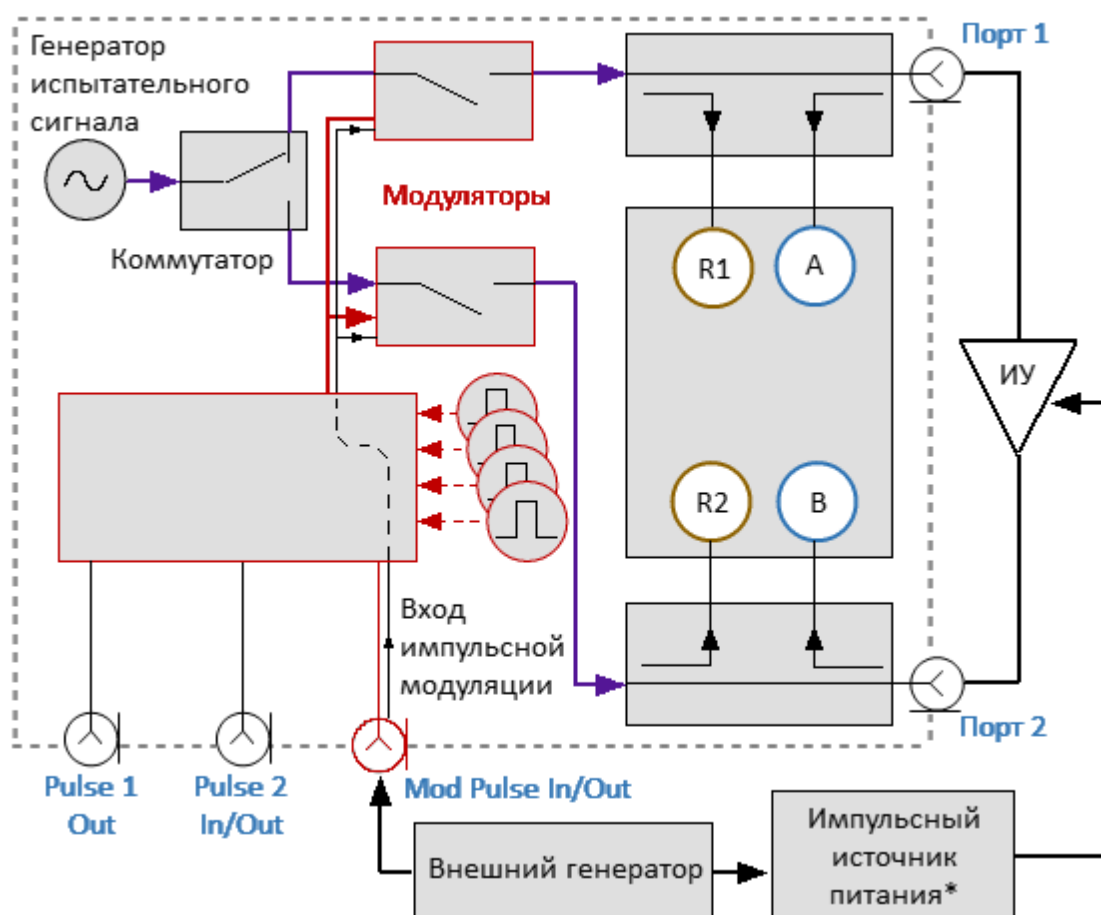 Генератор
испытательного
сигнала
Порт 1
Модуляторы
Коммутатор
R1
A
ИУ
R2
B
Вход
импульсной
модуляции
Порт 2
Pulse 1
Out
Pulse 2
In/Out
Mod Pulse In/Out
Внешний генератор
Импульсный
источник
питания*